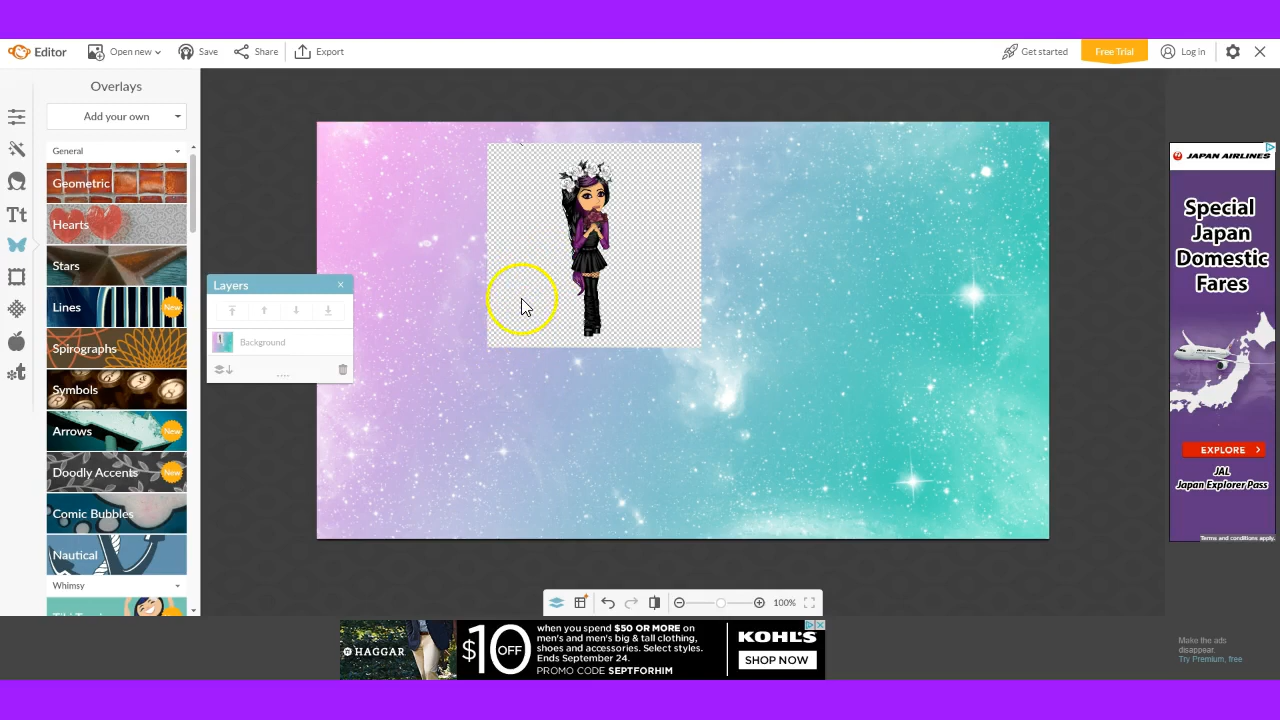 Editor
Open new
Save
Share
Export
Get started
Free Trial
Log in
Overlays
Add your own
General
Geometric
Hearts
Stars
Lines
New
Spirographs
Symbols
Arrows
New
Doodly Accents
New
Comic Bubbles
Nautical
Whimsy
Layers
Background
100%
JAPAN AIRLINES
Special
Japan
Domestic
Fares
EXPLORE
JAL
Japan Explorer Pass
Terms and conditions apply.
HAGGAR
$10 OFF
when you spend $50 OR MORE on
men's and men's big & tall clothing,
shoes and accessories. Select styles.
Ends September 24.
PROMO CODE SEPTFORHIM
KOHL'S
SHOP NOW
Make the ads
disappear.
Try Premium, free